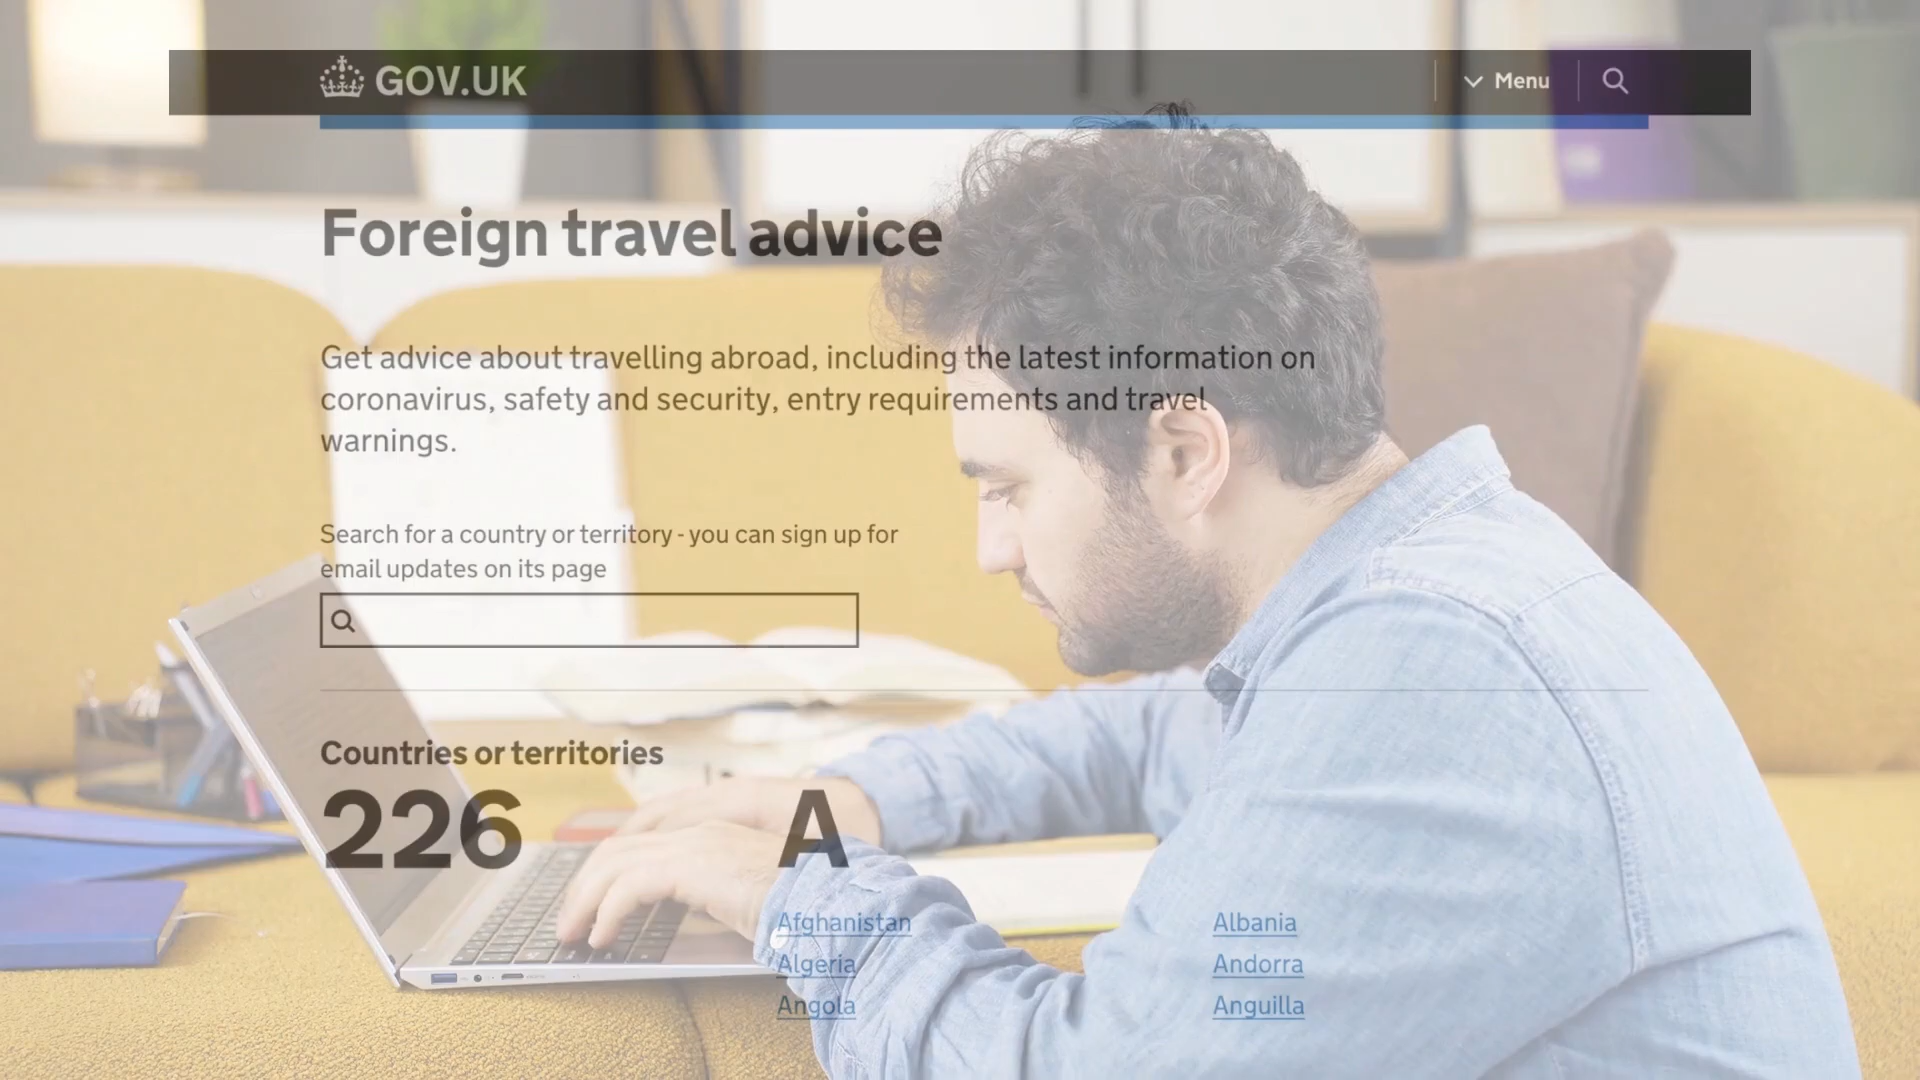 GOV.UK
Menu
Foreign travel advice
Get advice about travelling abroad, including the latest information on
coronavirus, safety and security, entry requirements and travel
warnings.
Search for a country or territory - you can sign up for
email updates on its page
Countries or territories
226
A
Afghanistan
Albania
Algeria
Andorra
Angola
Anguilla